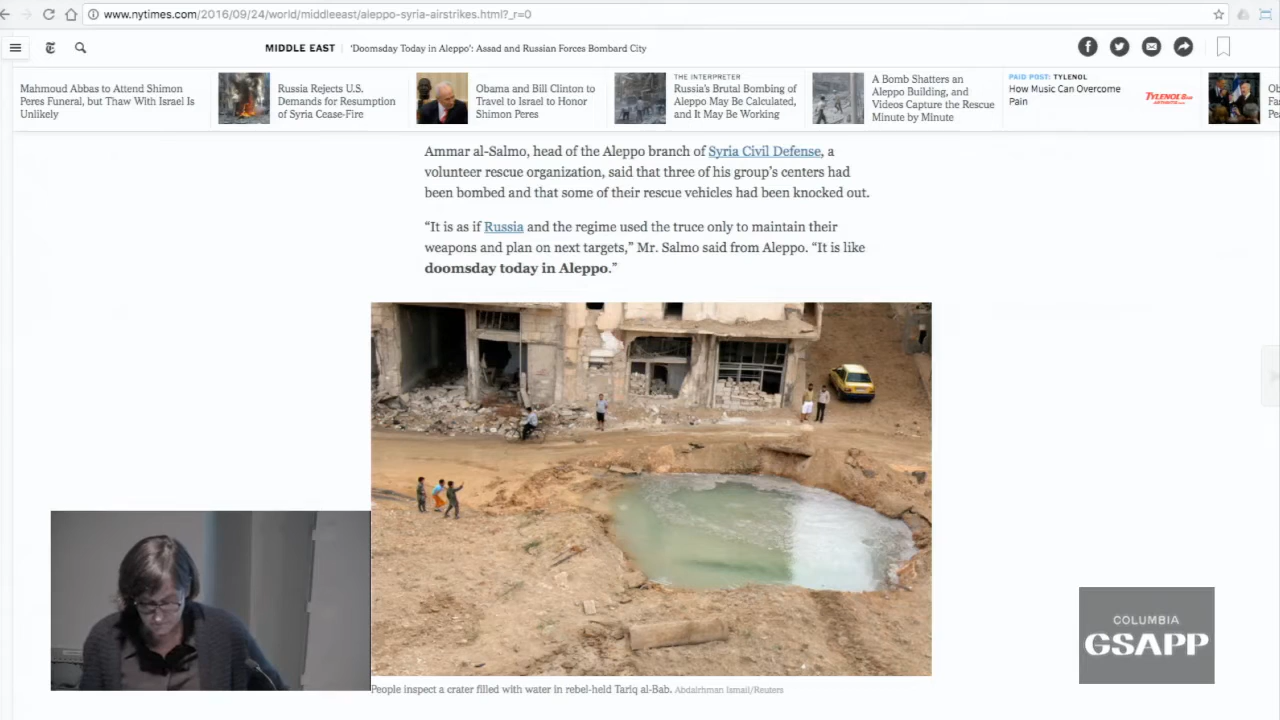 www.nytimes.com/2016/09/24/world/middleeast/aleppo-syria-airstrikes.html?_r=0
MIDDLE EAST | 'Doomsday Today in Aleppo': Assad and Russian Forces Bombard City
Mahmoud Abbas to Attend Shimon
Peres Funeral, but Thaw With Israel Is
Unlikely
Russia Rejects U.S.
Demands for Resumption
of Syria Cease-Fire
Obama and Bill Clinton to
Travel to Israel to Honor
Shimon Peres
THE INTERPRETER
Russia's Brutal Bombing of
Aleppo May Be Calculated,
and It May Be Working
A Bomb Shatters an
Aleppo Building, and
Videos Capture the Rescue
Minute by Minute
PAID POST: TYLENOL
How Music Can Overcome
Pain
TYLENOL 8HR
ARTHRITIS PAIN
Ob
Fa
Pe
Ammar al-Salmo, head of the Aleppo branch of Syria Civil Defense, a
volunteer rescue organization, said that three of his group's centers had
been bombed and that some of their rescue vehicles had been knocked out.
“It is as if Russia and the regime used the truce only to maintain their
weapons and plan on next targets,” Mr. Salmo said from Aleppo. “It is like
doomsday today in Aleppo.”
People inspect a crater filled with water in rebel-held Tariq al-Bab. Abdalrhman Ismail/Reuters
COLUMBIA
GSAPP